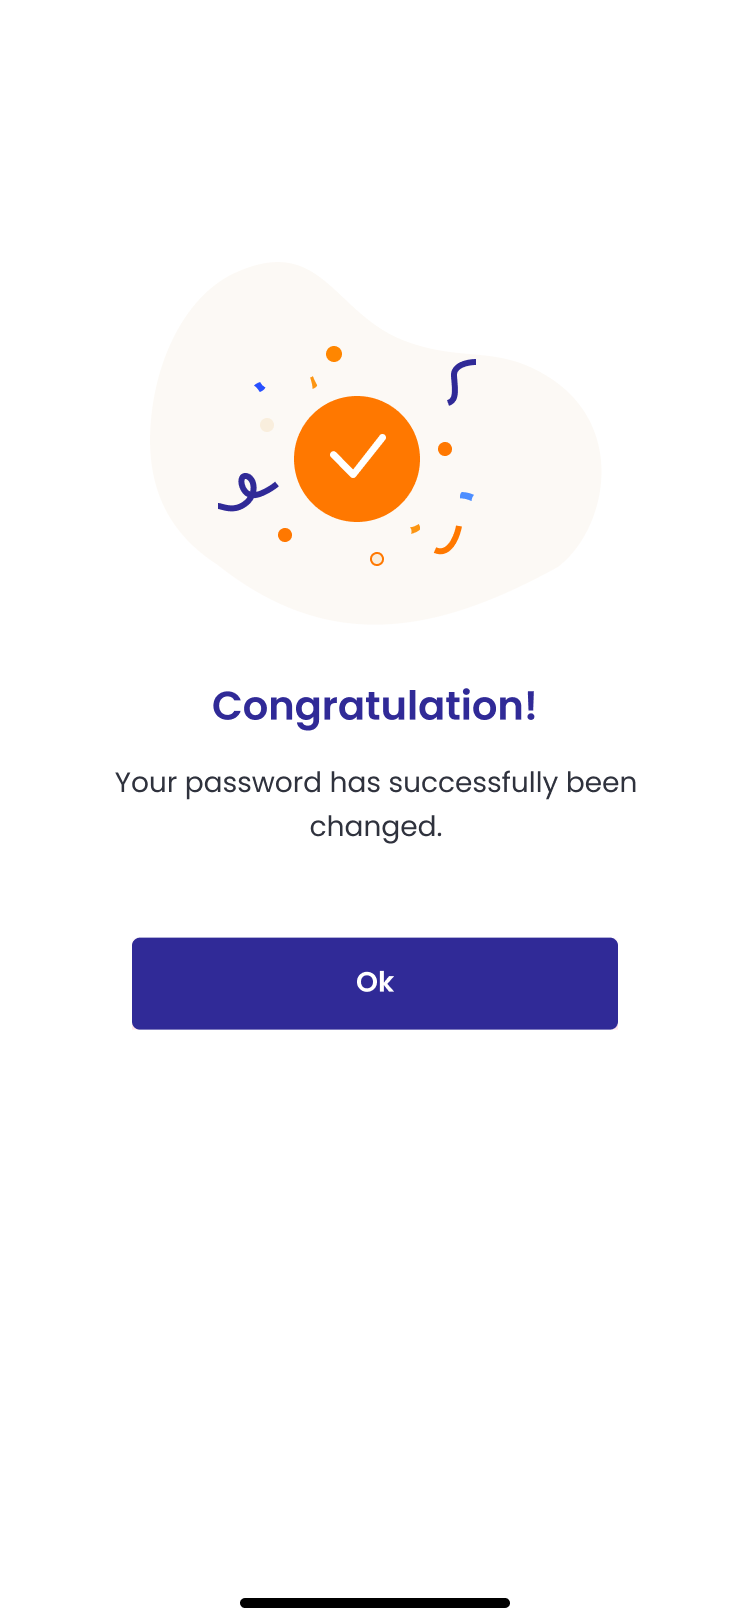 Congratulation!
Your password has successfully been
changed.
Ok